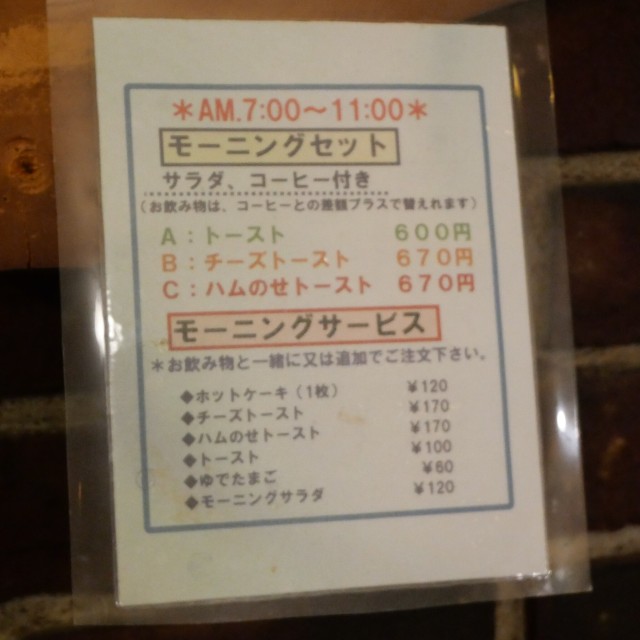 ＊AM.7:00～11:00＊
モーニングセット
サラダ、コーヒー付き
（お飲み物は、コーヒーとの差額プラスで替えれます）
A：トースト ６００円
B：チーズトースト ６７０円
C：ハムのせトースト ６７０円
モーニングサービス
＊お飲み物と一緒に又は追加でご注文下さい。
◆ホットケーキ（1枚） ￥120
◆チーズトースト ￥170
◆ハムのせトースト ￥170
◆トースト ￥100
◆ゆでたまご ￥60
◆モーニングサラダ ￥120